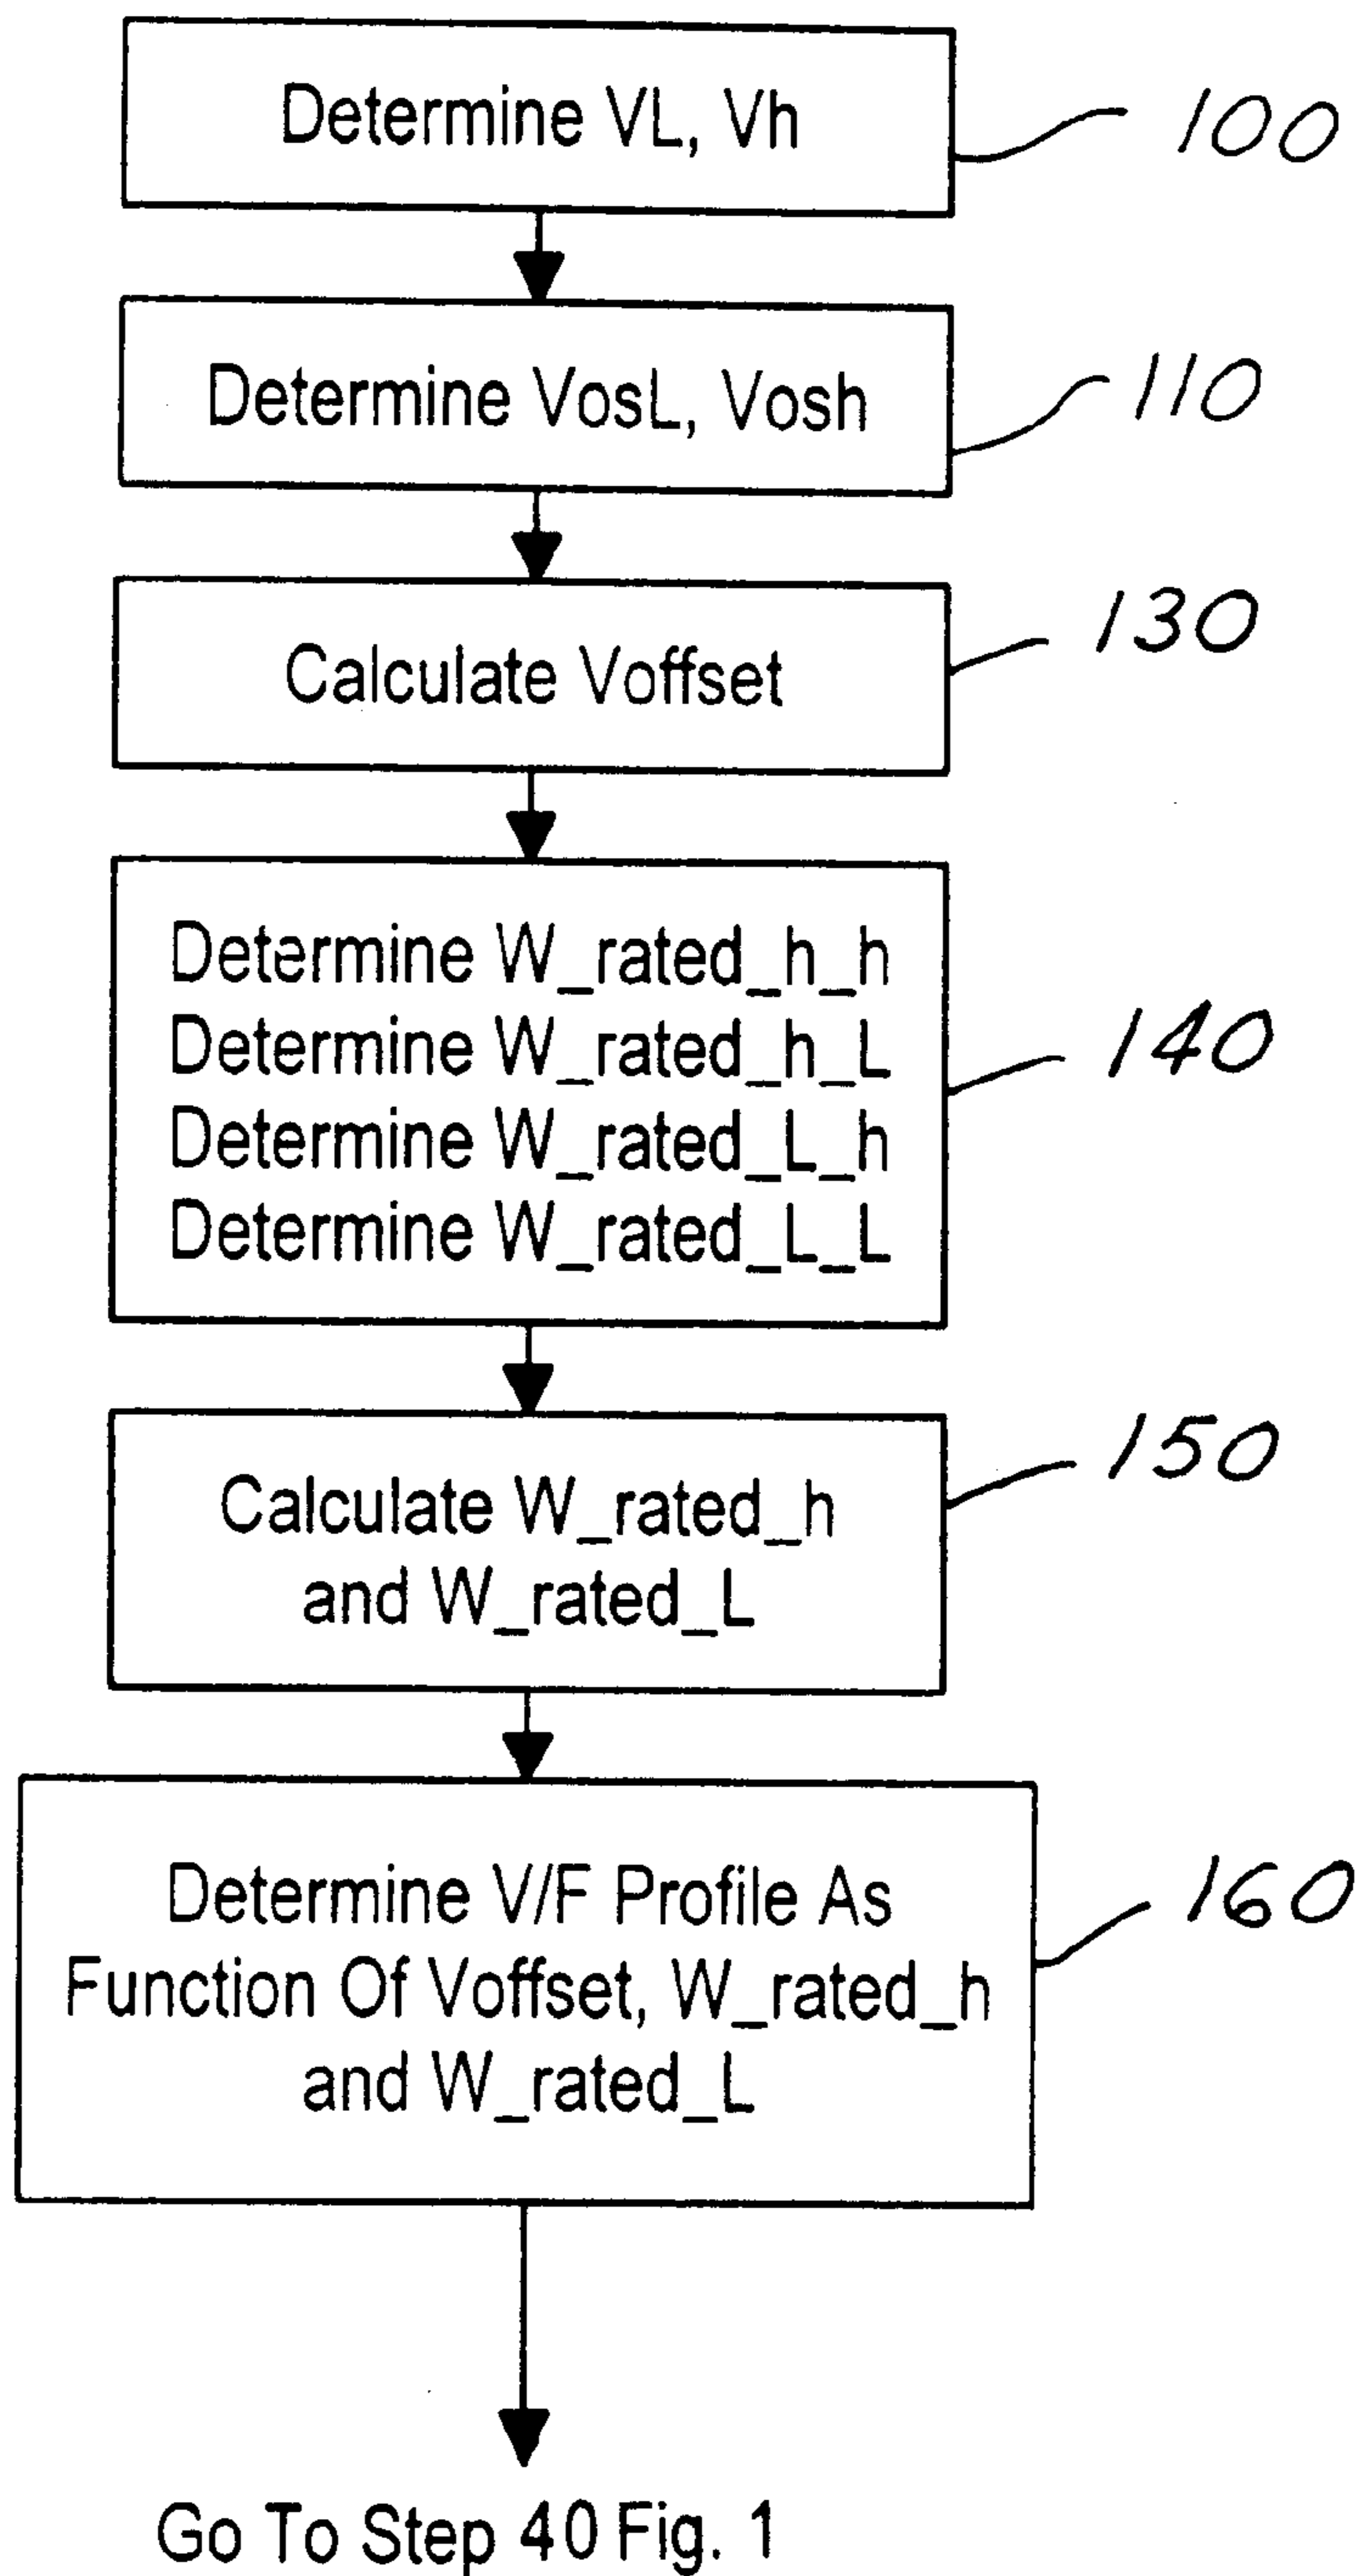 Determine VL, Vh
100
Determine VosL, Vosh
110
Calculate Voffset
130
Determine W_rated_h_h
Determine W_rated_h_L
Determine W_rated_L_h
Determine W_rated_L_L
140
Calculate W_rated_h
and W_rated_L
150
Determine V/F Profile As
Function Of Voffset, W_rated_h
and W_rated_L
160
Go To Step 40 Fig. 1